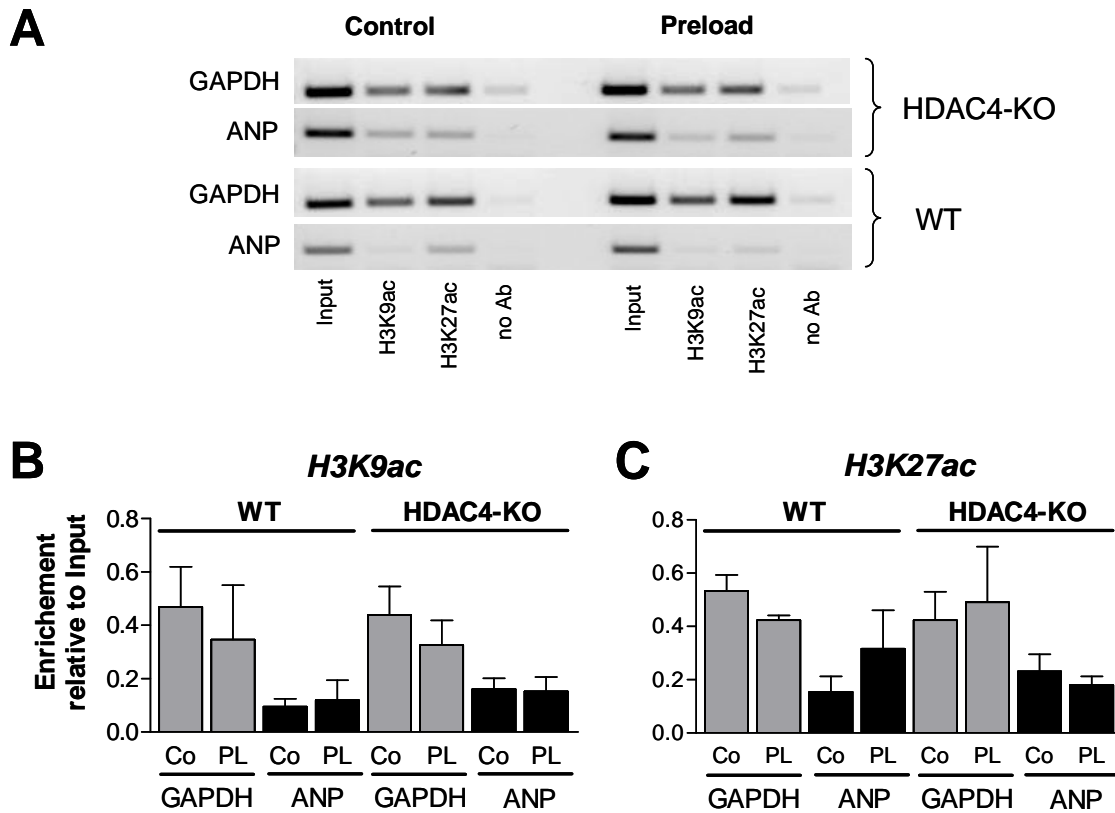 A
Control Preload
GAPDH
HDAC4-KO
ANP
GAPDH
WT
ANP
Input H3K9ac H3K27ac no Ab Input H3K9ac H3K27ac no Ab
B
H3K9ac
WT HDAC4-KO
Enrichement
relative to Input
0.8
0.6
0.4
0.2
0.0
Co PL Co PL Co PL Co PL
GAPDH ANP GAPDH ANP
C
H3K27ac
WT HDAC4-KO
0.8
0.6
0.4
0.2
0.0
Co PL Co PL Co PL Co PL
GAPDH ANP GAPDH ANP